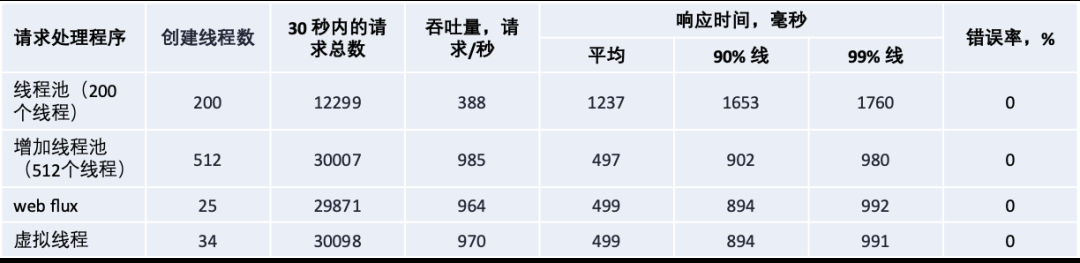 请求处理程序 创建线程数 30 秒内的请 吞吐量，请 响应时间，毫秒 错误率，%
求总数 求/秒 平均 90% 线 99% 线
线程池（200 200 12299 388 1237 1653 1760 0
个线程）
增加线程池 512 30007 985 497 902 980 0
（512个线程）
web flux 25 29871 964 499 894 992 0
虚拟线程 34 30098 970 499 894 991 0